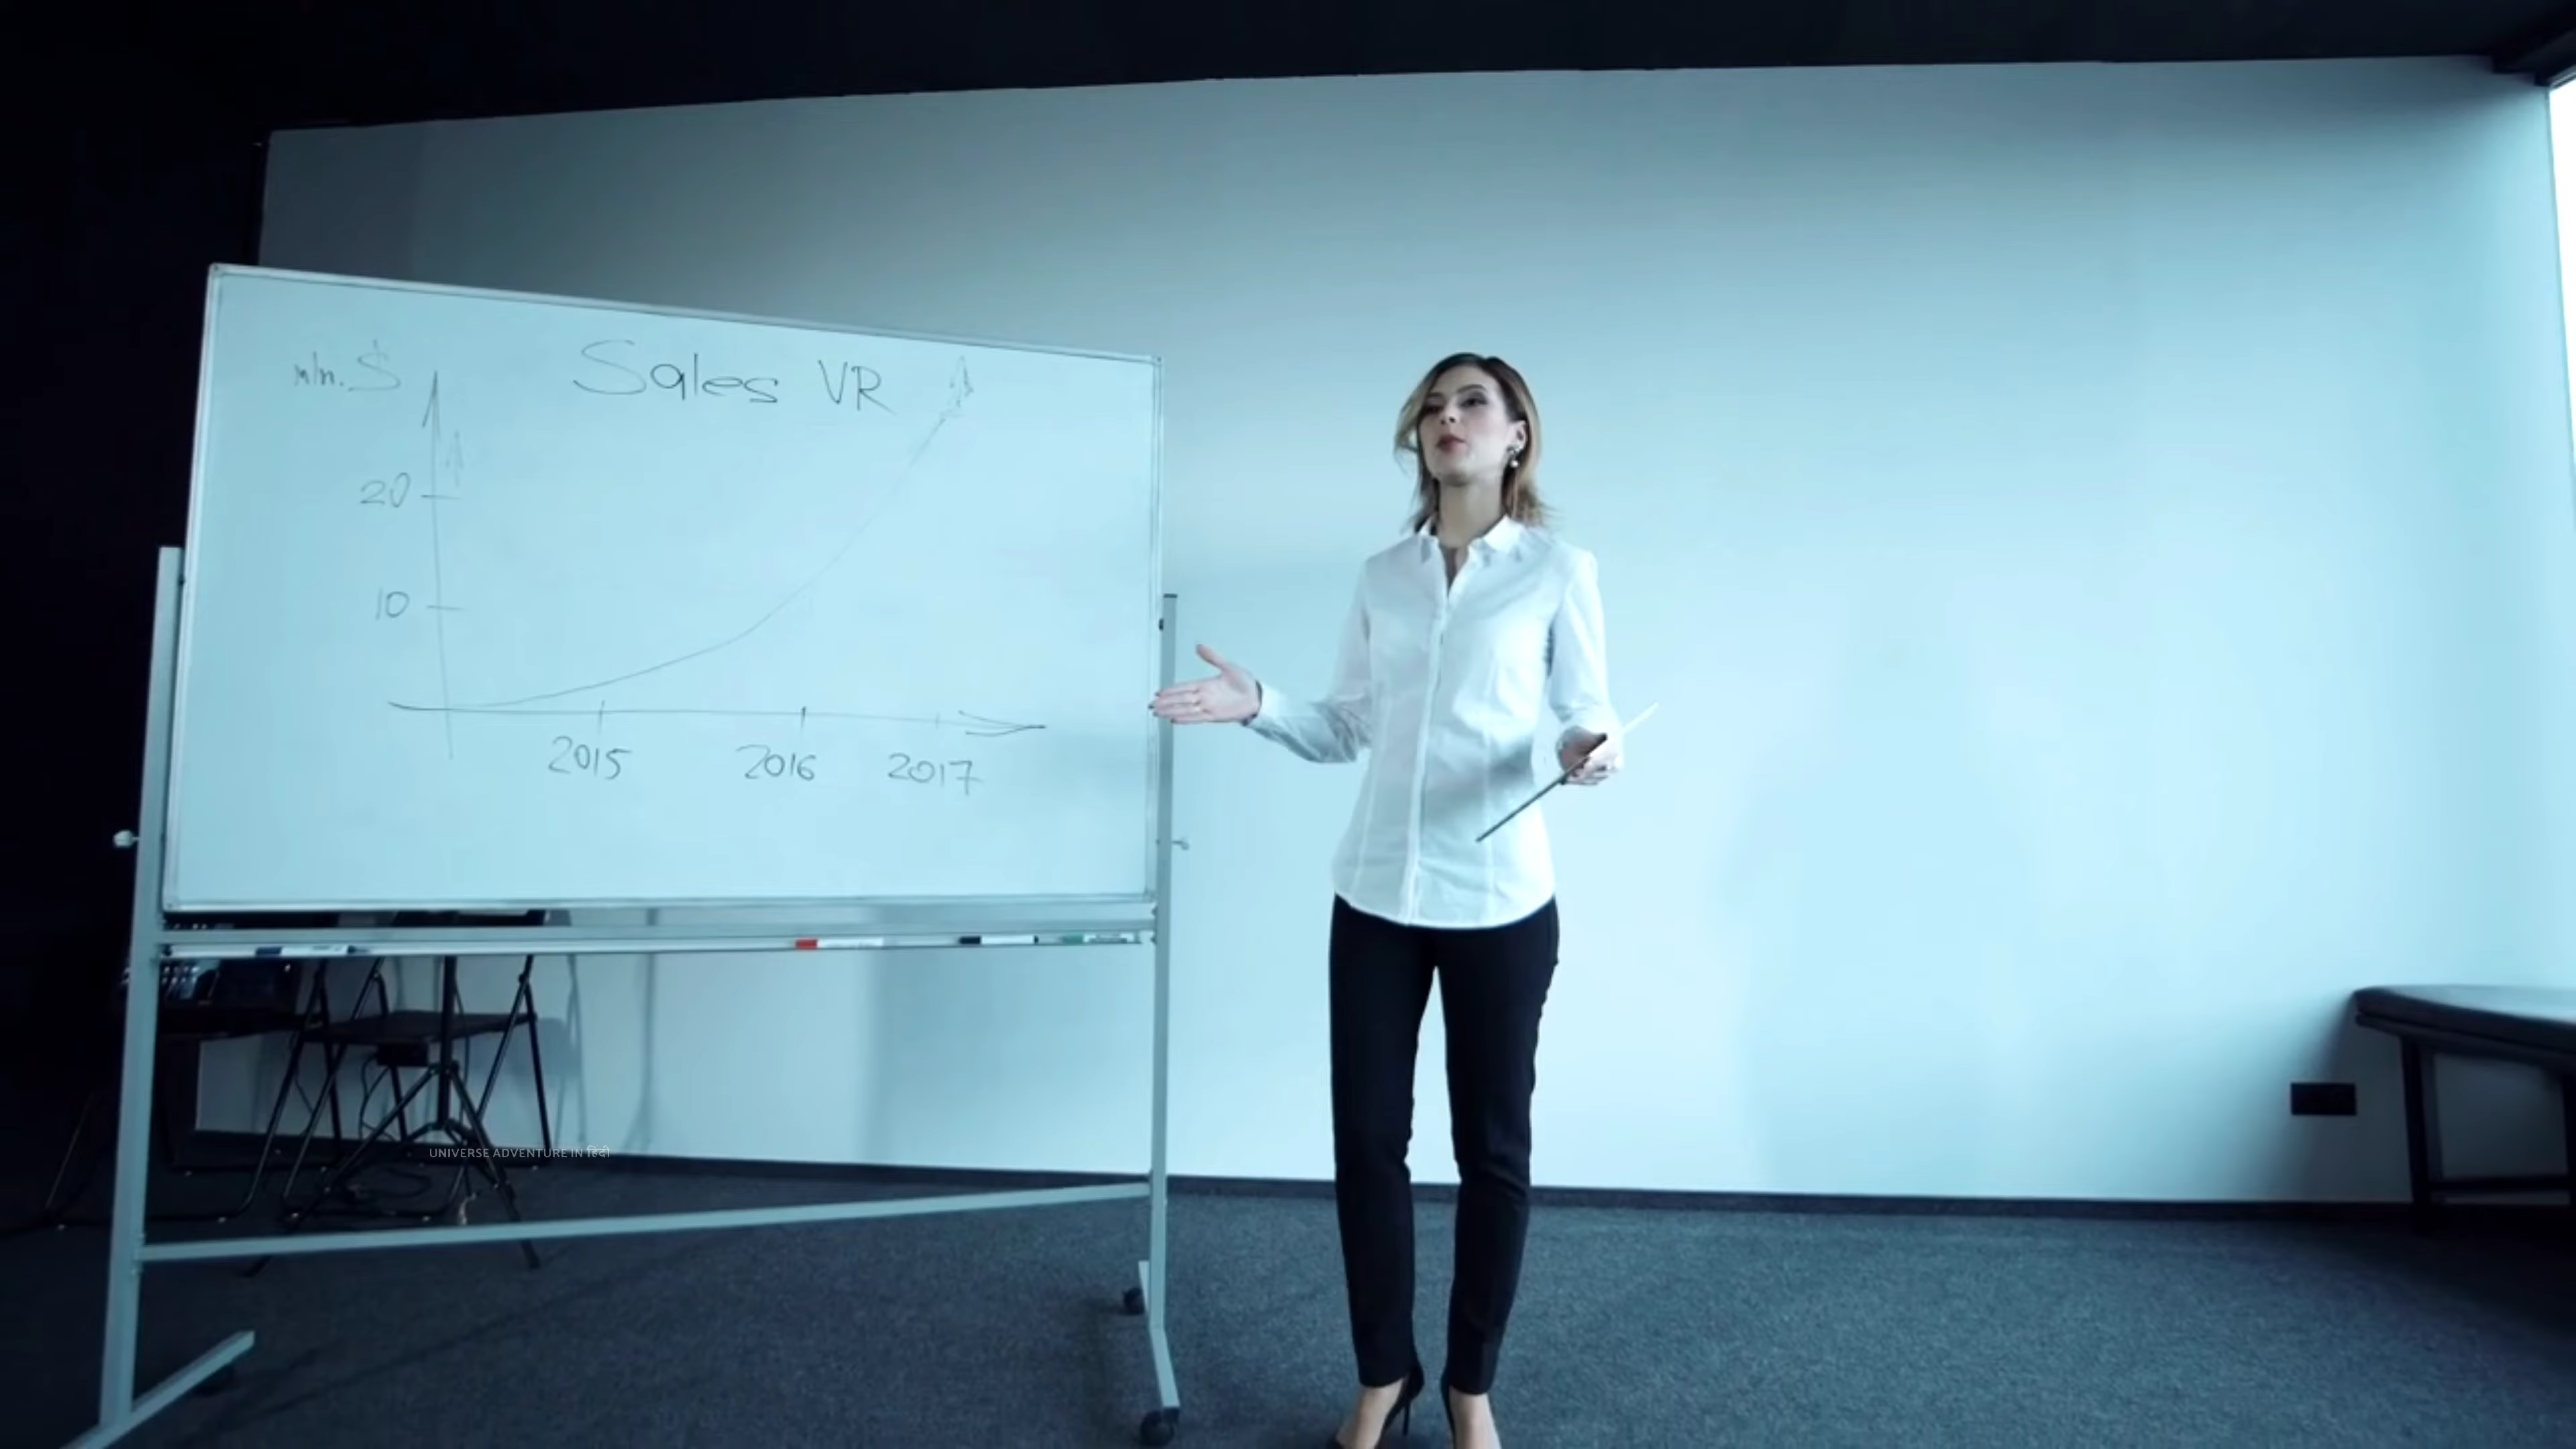 mln. $
Sales VR
20
10
2015 2016 2017
UNIVERSE ADVENTURE IN हिंदी